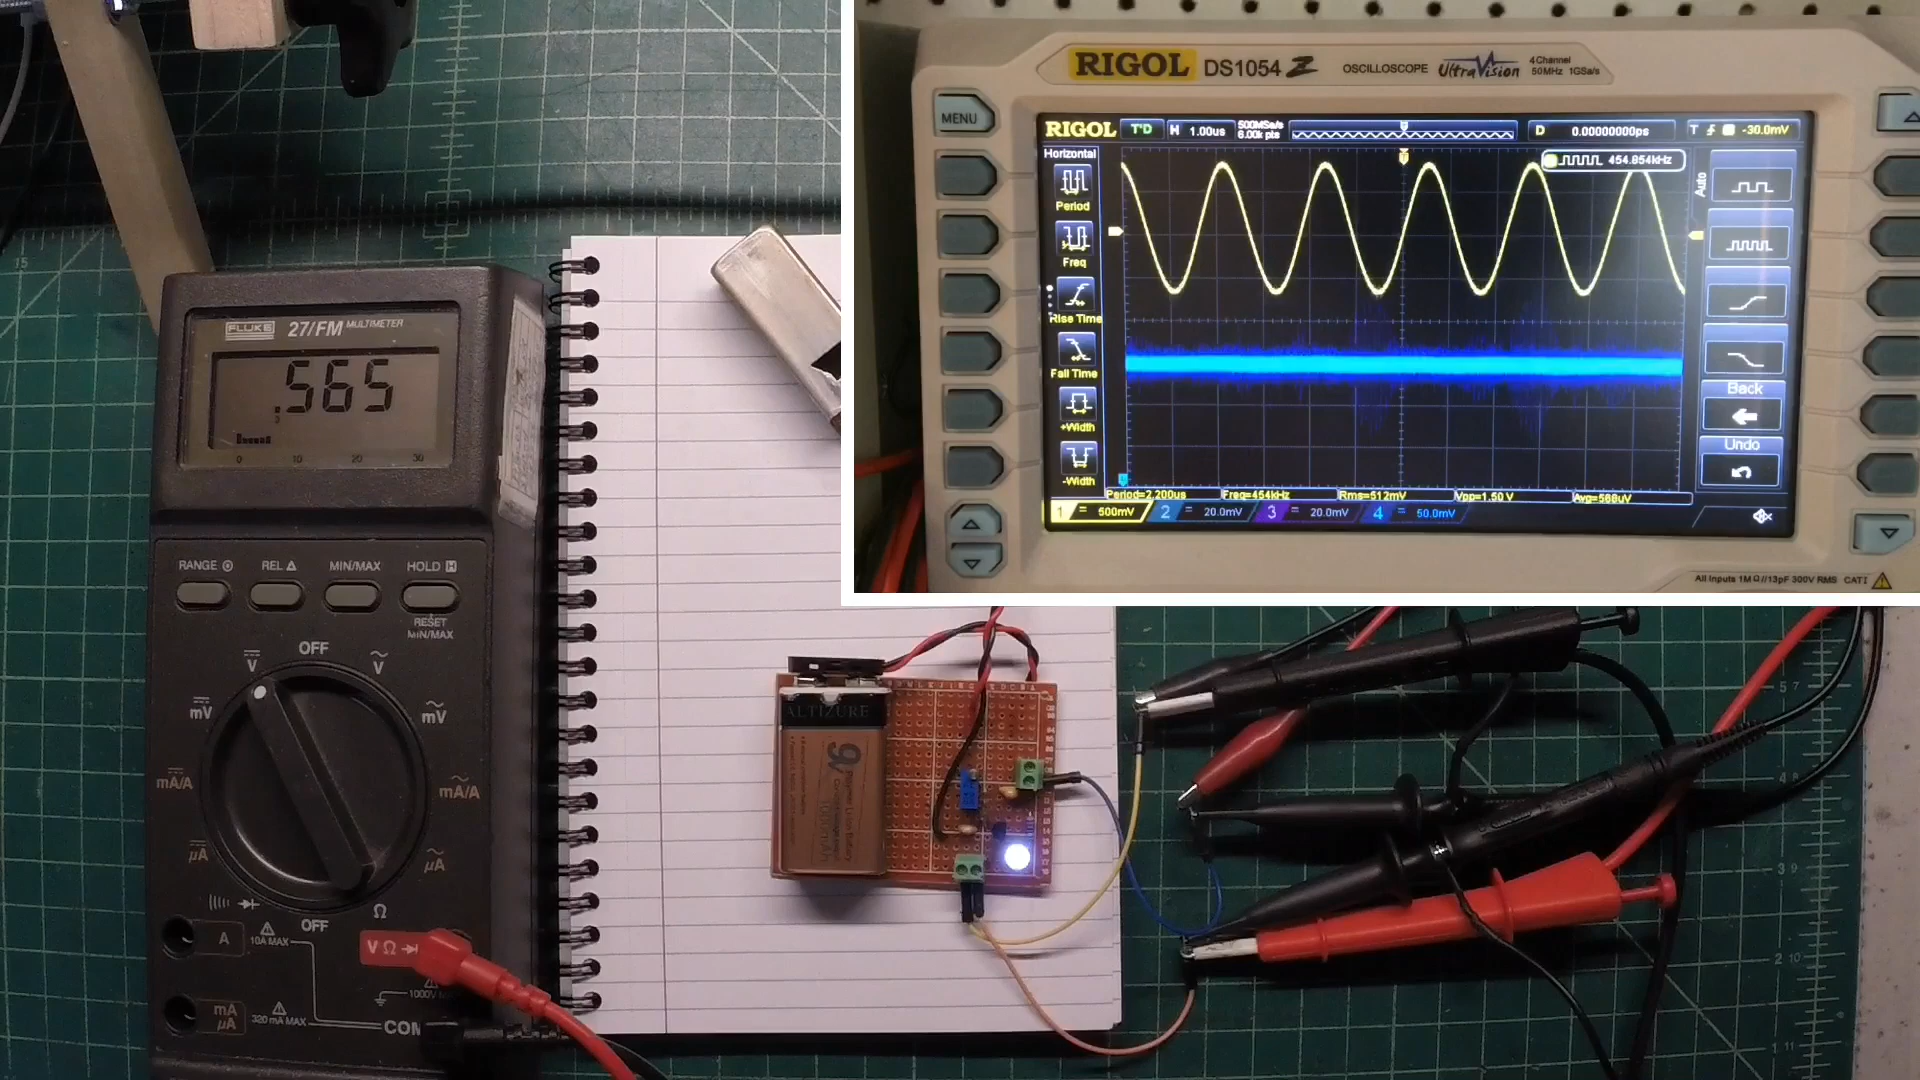 RIGOL DS1054Z OSCILLOSCOPE UltraVision 4 Channel
50MHz 1GSa/s
MENU
RIGOL T'D H 1.00us 500MSa/s
6.00k pts
D 0.00000000ps T -30.0mV
Horizontal
454.854kHz
Auto
Period
Freq
Rise Time
Fall Time
+Width
-Width
Back
Undo
Period=2.200us Freq=454kHz Rms=512mV Vpp=1.50 V Avg=568uV
1 = 500mV 2 = 20.0mV 3 = 20.0mV 4 = 50.0mV
All Inputs 1MΩ//13pF 300V RMS CAT I
15
FLUKE 27/FM MULTIMETER
.565
0 10 20 30
RANGE REL Δ MIN/MAX HOLD H
RESET
MIN/MAX
OFF
V V
mV mV
mA/A mA/A
µA µA
OFF Ω
A 10A MAX
V Ω
1000V
mA
µA 320 mA MAX COM
ALTIZURE